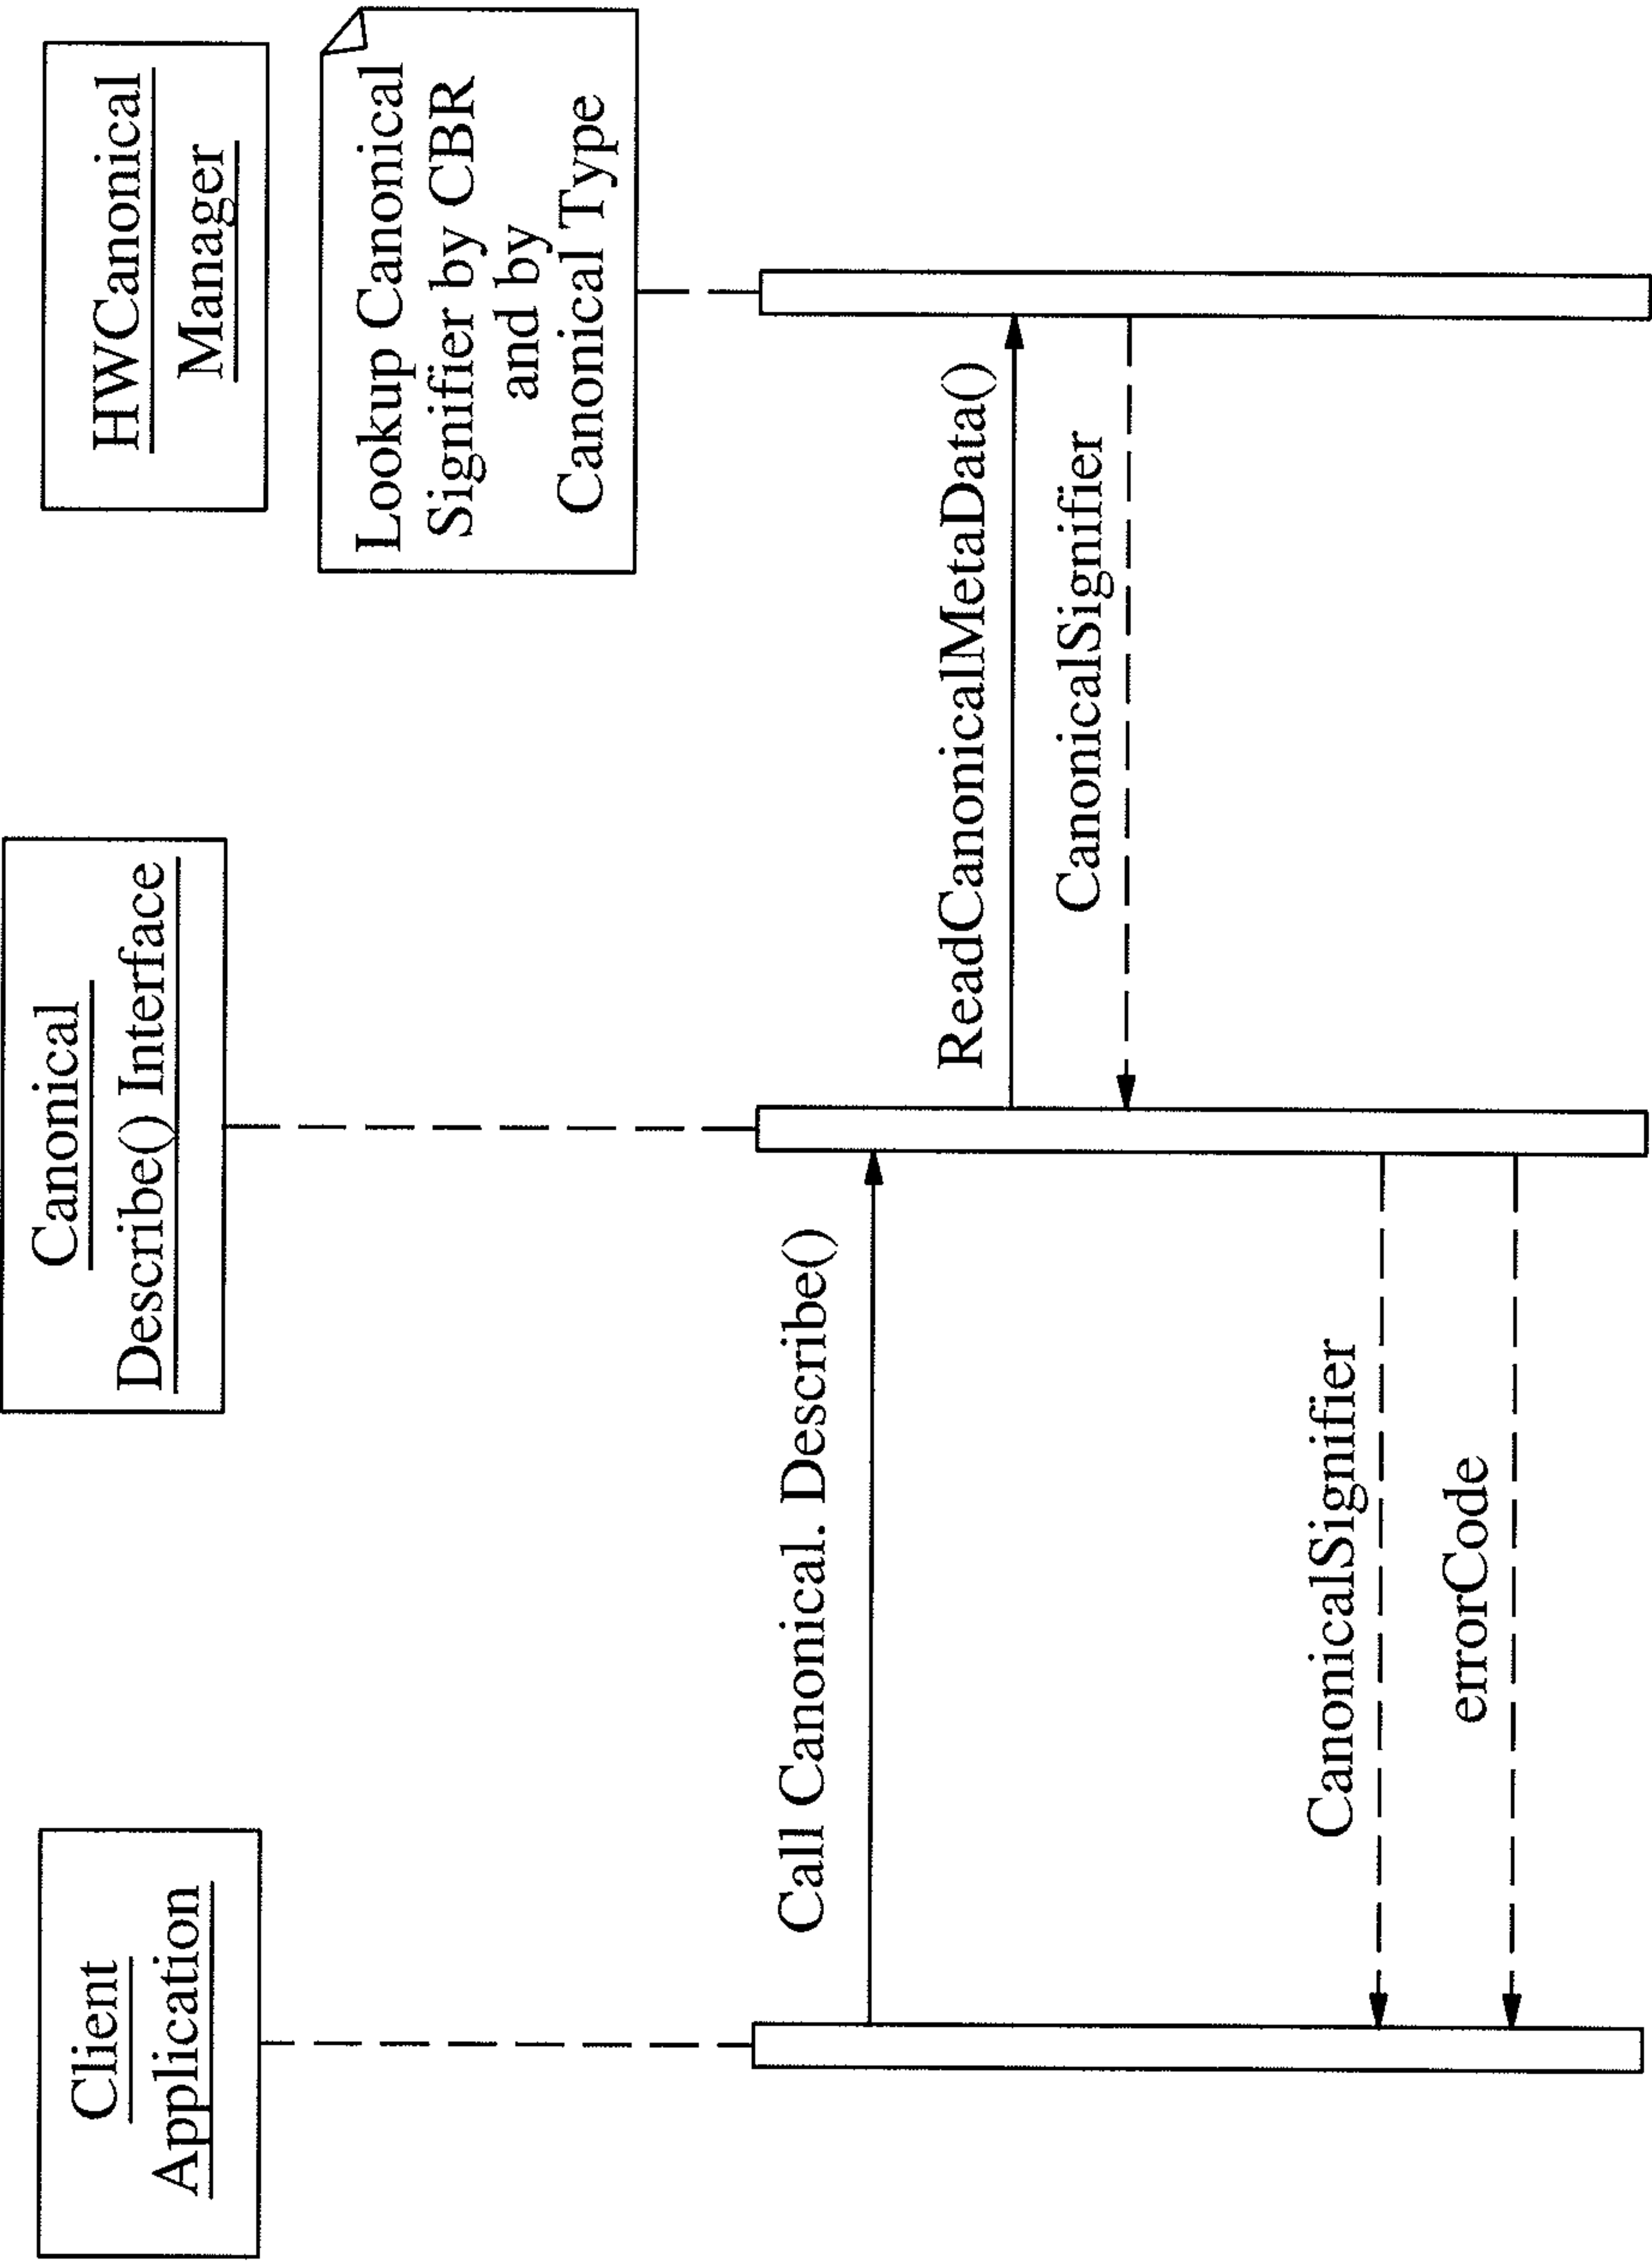 Client
Application
Canonical
Describe() Interface
HWCanonical
Manager
Lookup Canonical
Signifier by CBR
and by
Canonical Type
Call Canonical. Describe()
ReadCanonicalMetaData()
CanonicalSignifier
CanonicalSignifier
errorCode